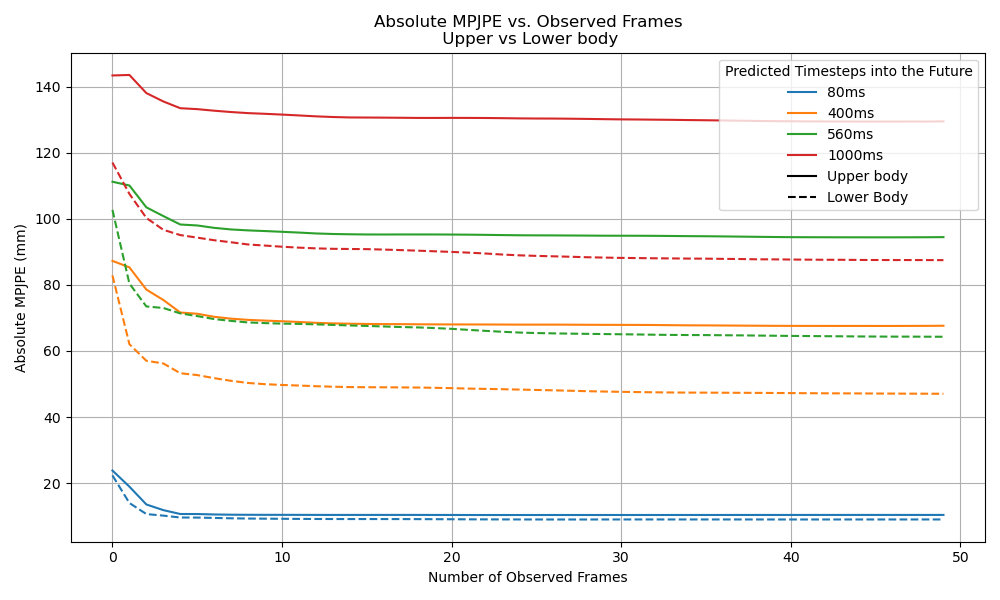 Absolute MPJPE vs. Observed Frames
Upper vs Lower body
Absolute MPJPE (mm)
140
120
100
80
60
40
20
0
10
20
30
40
50
Number of Observed Frames
Predicted Timesteps into the Future
80ms
400ms
560ms
1000ms
Upper body
Lower Body